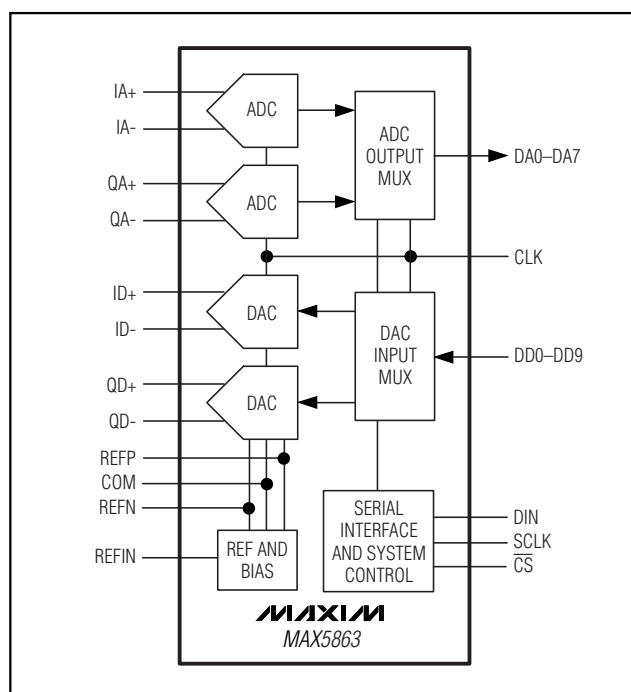 IA+
IA-
QA+
QA-
ID+
ID-
QD+
QD-
REFP
COM
REFN
REFIN
ADC
ADC
DAC
DAC
REF AND
BIAS
ADC
OUTPUT
MUX
DAC
INPUT
MUX
SERIAL
INTERFACE
AND SYSTEM
CONTROL
DA0–DA7
CLK
DD0–DD9
DIN
SCLK
CS
MAXIM
MAX5863